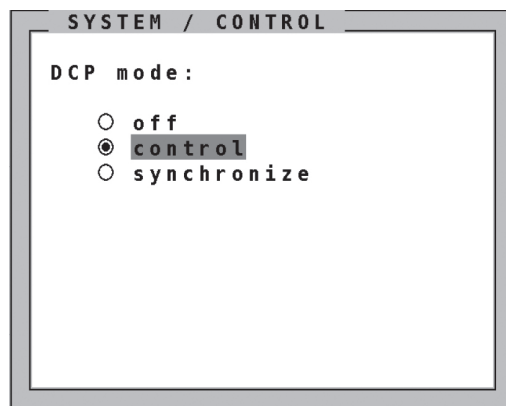 SYSTEM / CONTROL
DCP mode:
off
control
synchronize